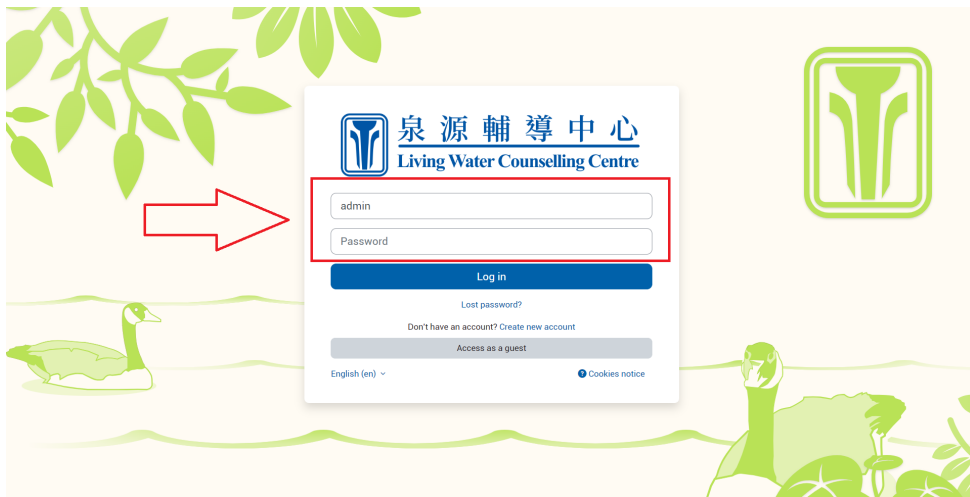 泉源輔導中心
Living Water Counselling Centre
admin
Password
Log in
Lost password?
Don't have an account? Create new account
Access as a guest
English (en)
Cookies notice